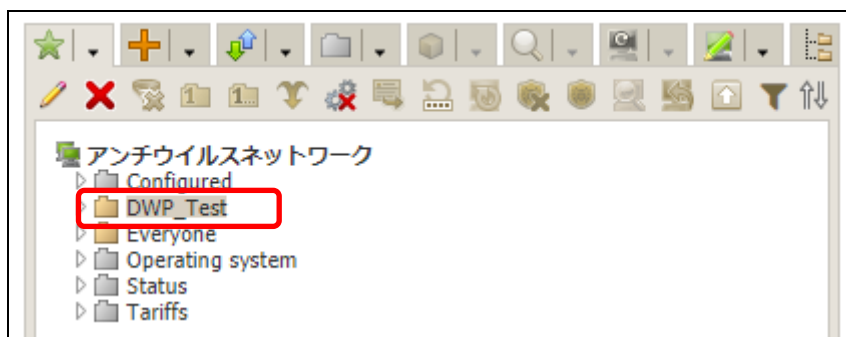 アンチウイルスネットワーク
Configured
DWP_Test
Everyone
Operating system
Status
Tariffs